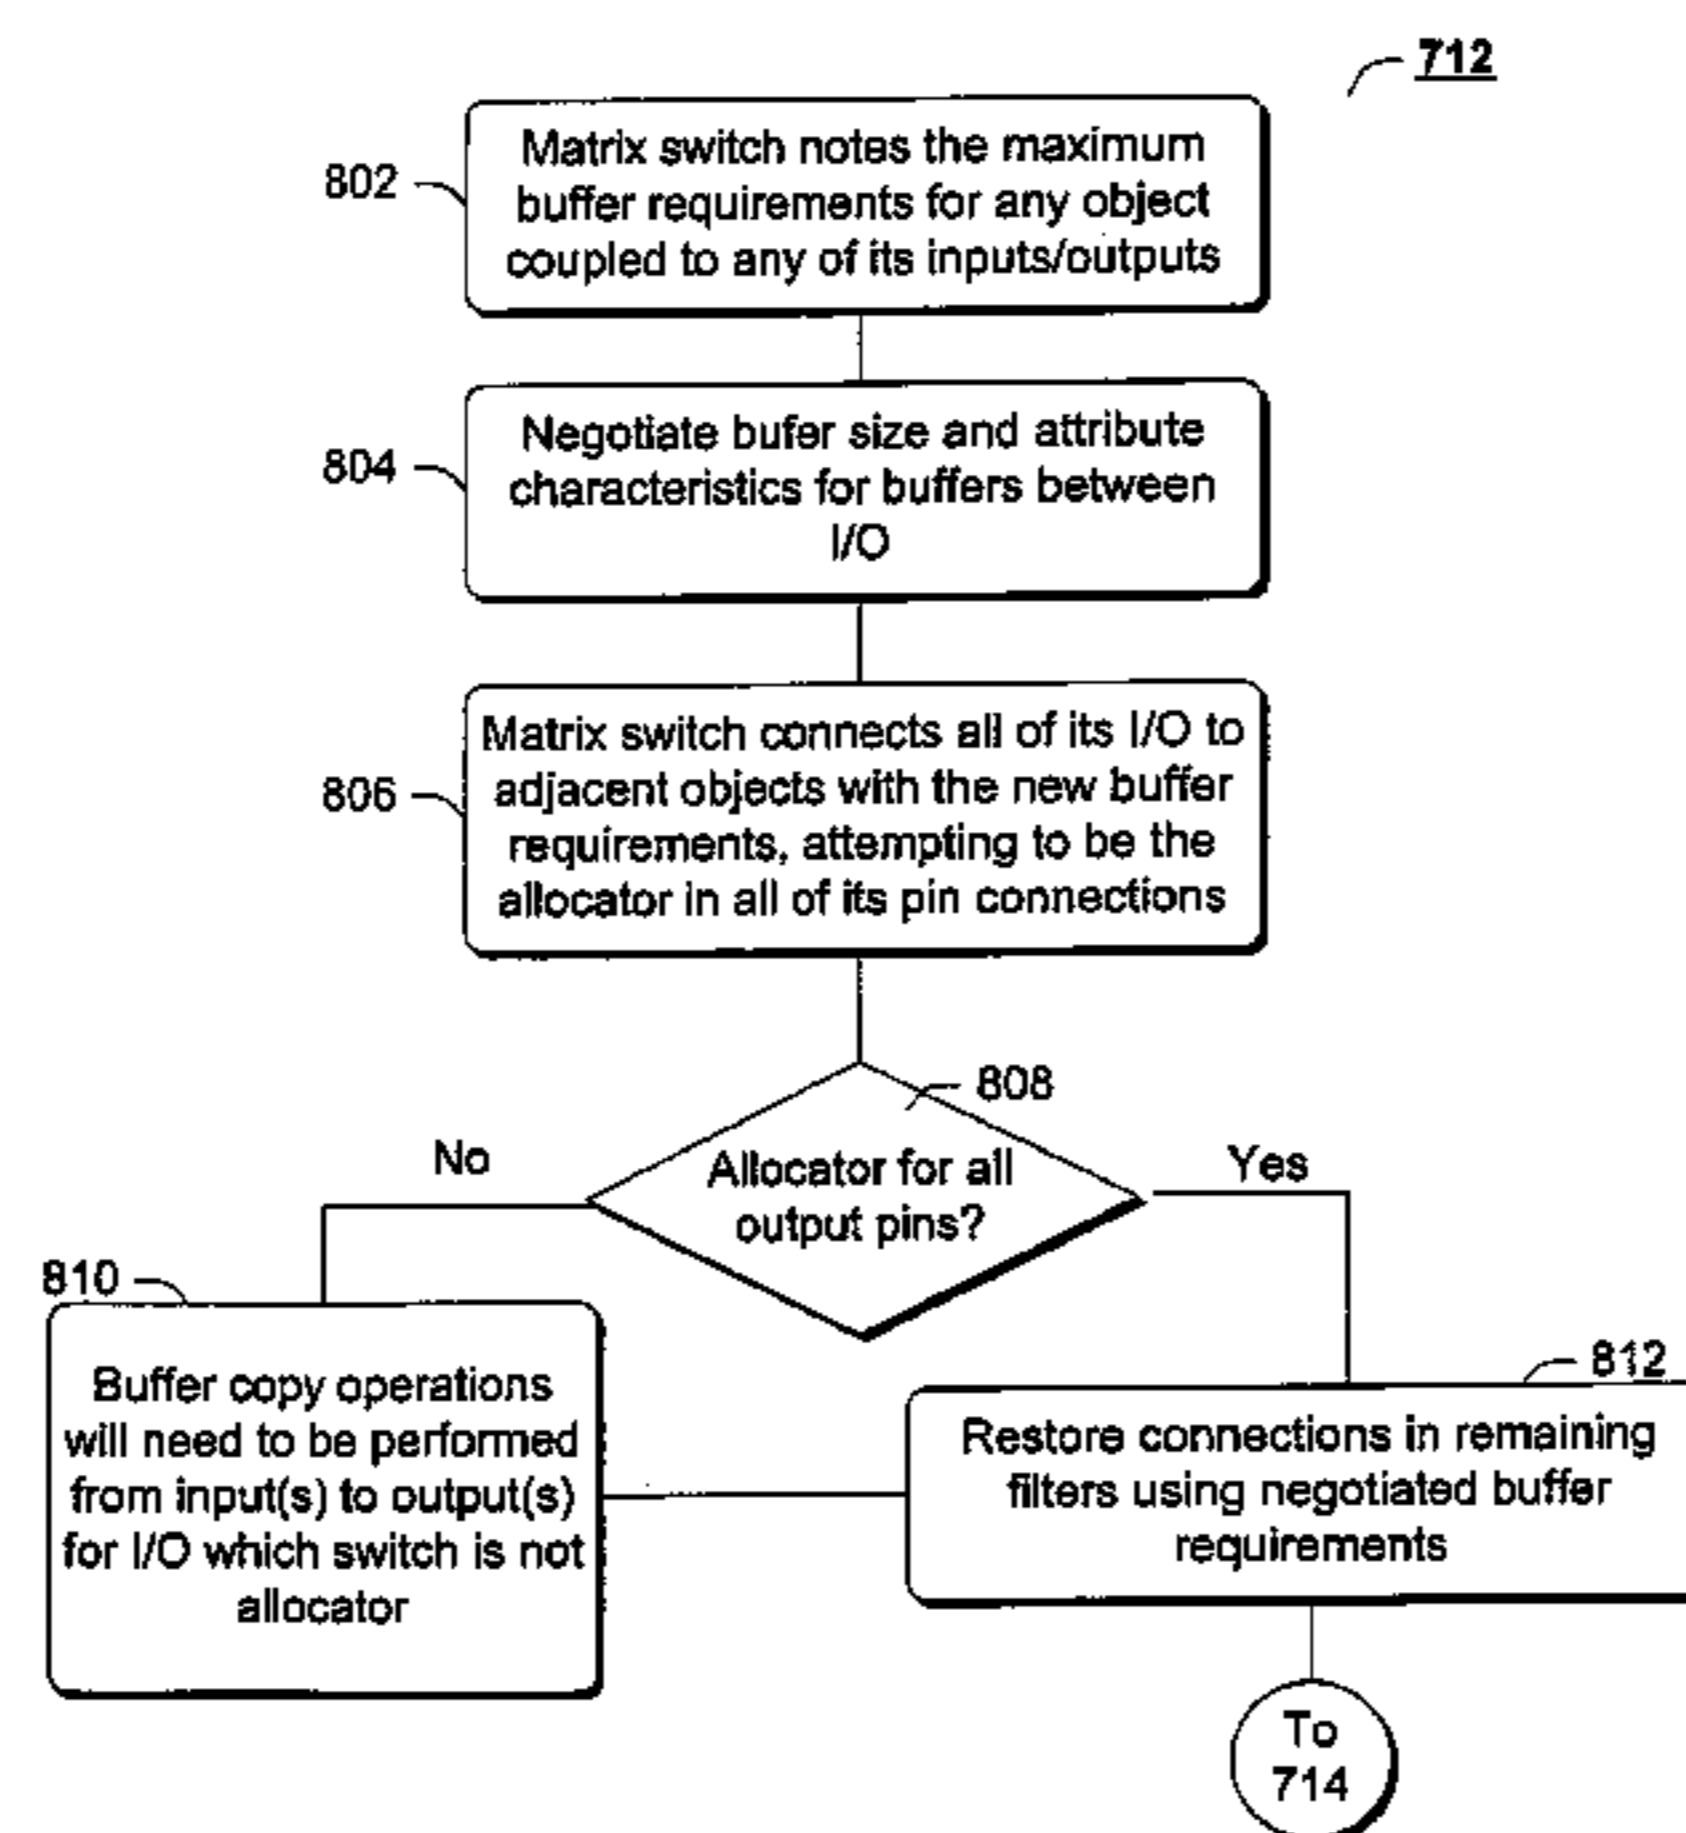 712
802
Matrix switch notes the maximum
buffer requirements for any object
coupled to any of its inputs/outputs
804
Negotiate bufer size and attribute
characteristics for buffers between
I/O
806
Matrix switch connects all of its I/O to
adjacent objects with the new buffer
requirements, attempting to be the
allocator in all of its pin connections
808
Allocator for all
output pins?
No
Yes
810
Buffer copy operations
will need to be performed
from input(s) to output(s)
for I/O which switch is not
allocator
812
Restore connections in remaining
filters using negotiated buffer
requirements
To
714